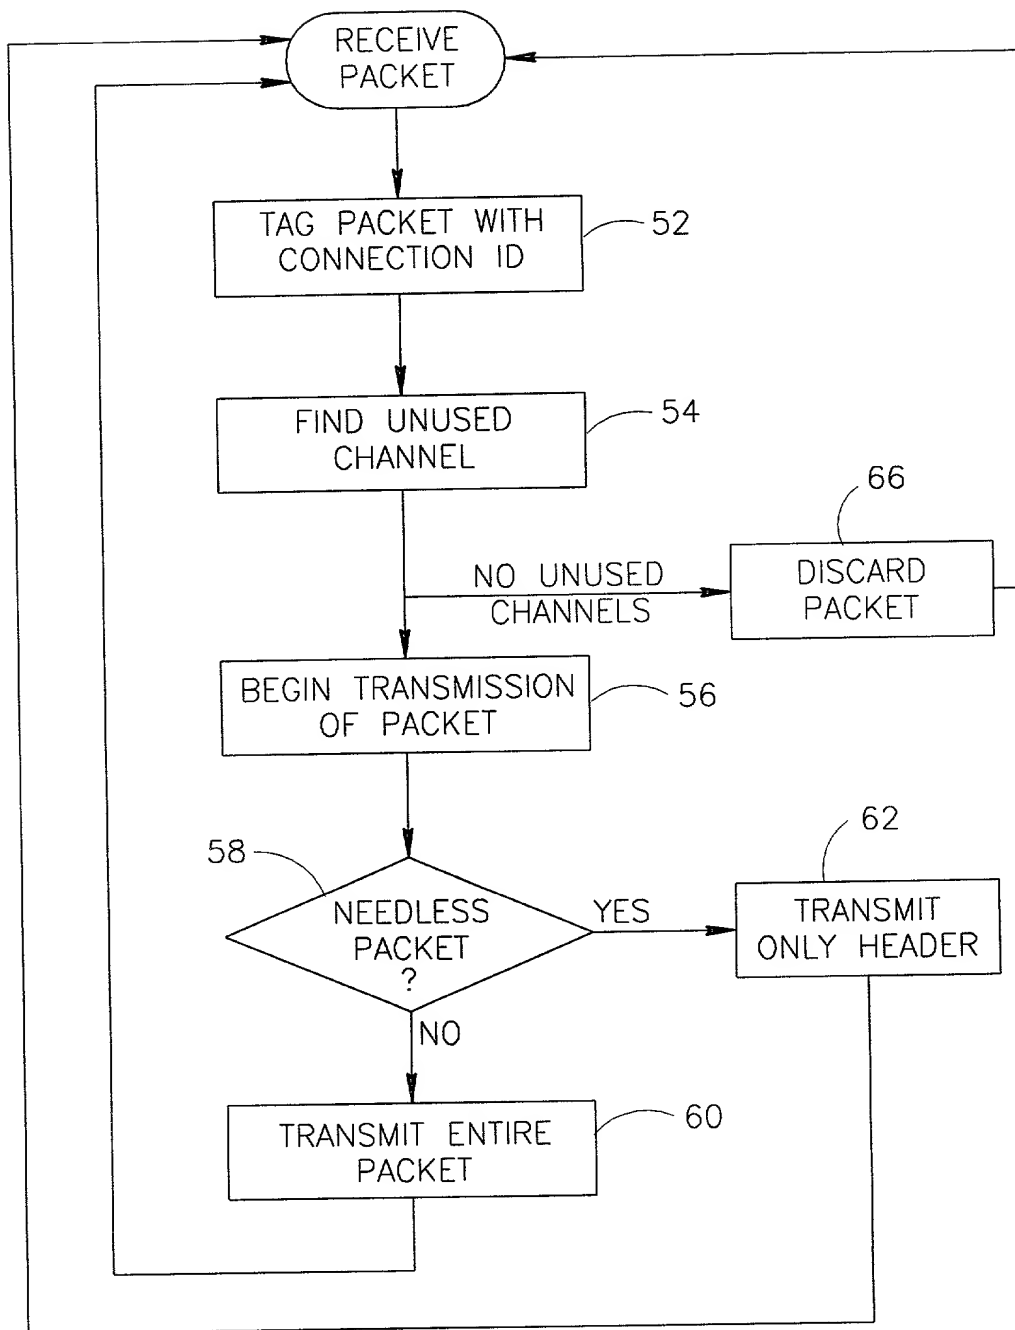 RECEIVE
PACKET
TAG PACKET WITH
CONNECTION ID
52
FIND UNUSED
CHANNEL
54
66
NO UNUSED
CHANNELS
DISCARD
PACKET
BEGIN TRANSMISSION
OF PACKET
56
58
NEEDLESS
PACKET
?
YES
62
TRANSMIT
ONLY HEADER
NO
TRANSMIT ENTIRE
PACKET
60